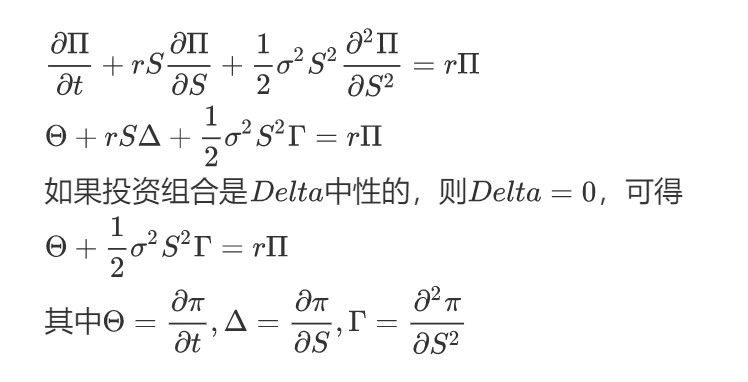 ∂Π/∂t + rS ∂Π/∂S + 1/2 σ²S² ∂²Π/∂S² = rΠ
Θ + rSΔ + 1/2 σ²S²Γ = rΠ
如果投资组合是Delta中性的，则Delta = 0，可得
Θ + 1/2 σ²S²Γ = rΠ
其中Θ = ∂π/∂t, Δ = ∂π/∂S, Γ = ∂²π/∂S²